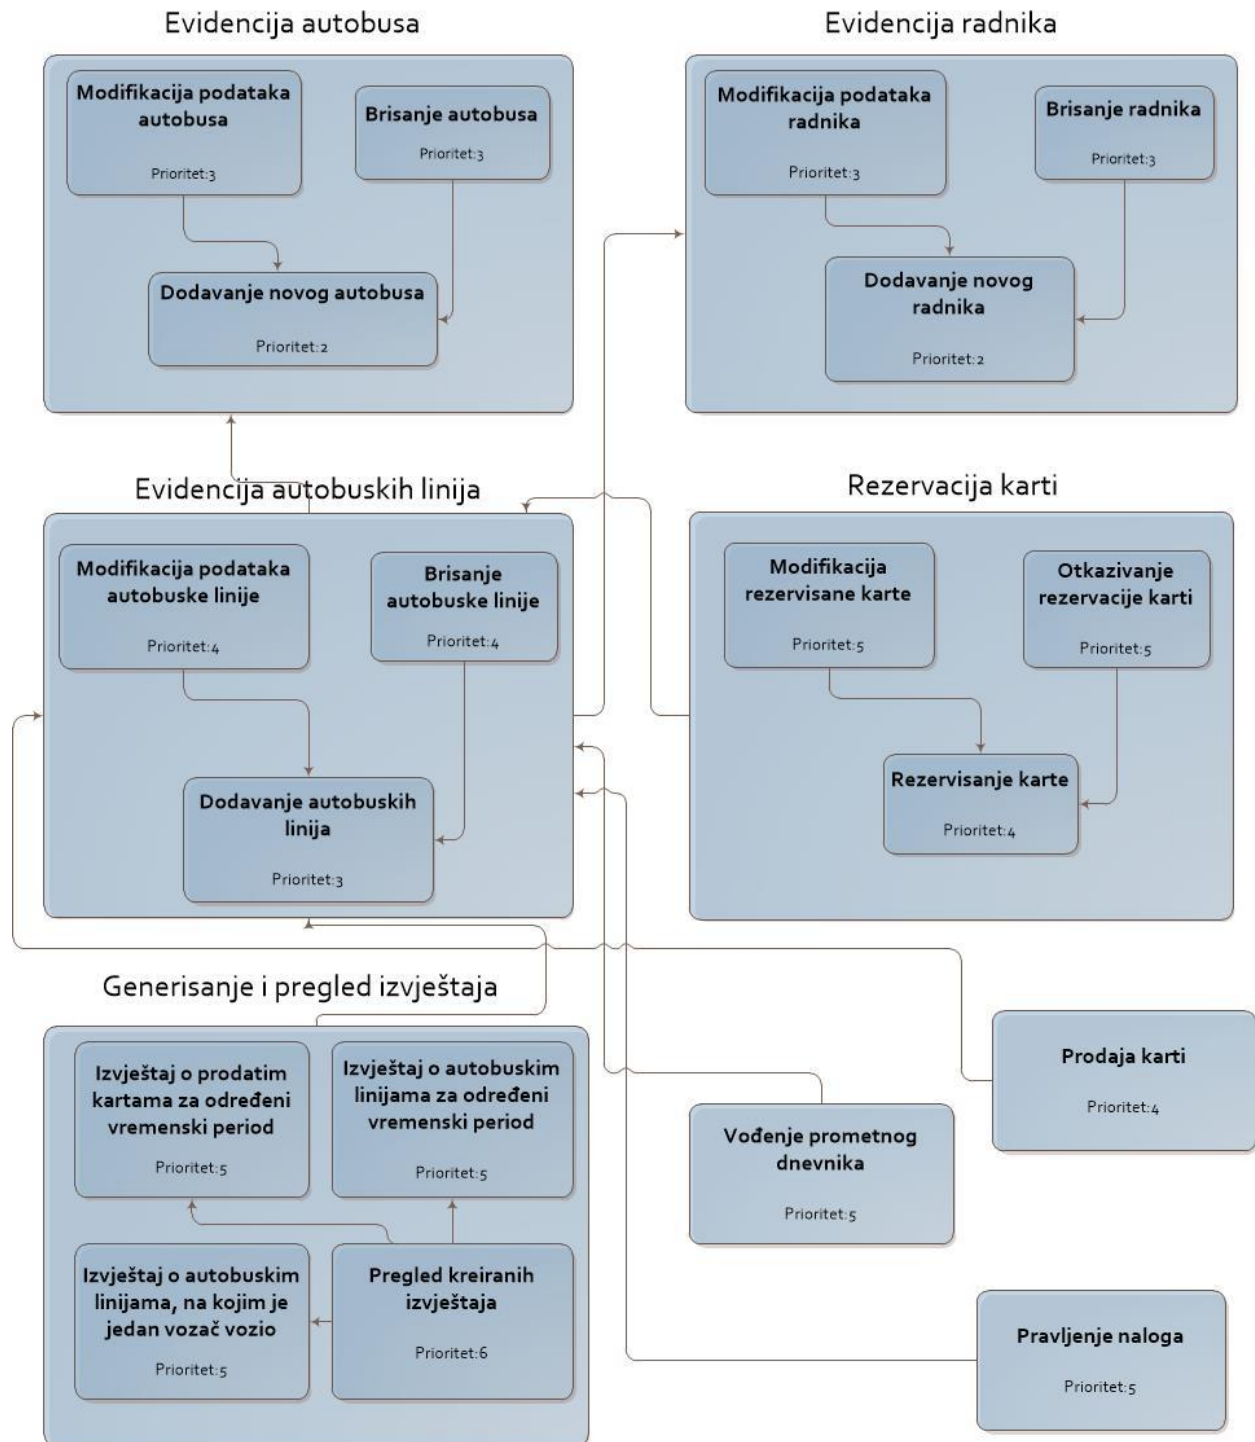 Evidencija autobusa
Modifikacija podataka
autobusa
Prioritet:3
Brisanje autobusa
Prioritet:3
Dodavanje novog autobusa
Prioritet:2
Evidencija radnika
Modifikacija podataka
radnika
Prioritet:3
Brisanje radnika
Prioritet:3
Dodavanje novog
radnika
Prioritet:2
Evidencija autobuskih linija
Modifikacija podataka
autobuske linije
Prioritet:4
Brisanje
autobuske linije
Prioritet:4
Dodavanje autobuskih
linija
Prioritet:3
Rezervacija karti
Modifikacija
rezervisane karte
Prioritet:5
Otkazivanje
rezervacije karti
Prioritet:5
Rezervisanje karte
Prioritet:4
Generisanje i pregled izvještaja
Izvještaj o prodatim
kartama za određeni
vremenski period
Prioritet:5
Izvještaj o autobuskim
linijama za određeni
vremenski period
Prioritet:5
Izvještaj o autobuskim
linijama, na kojim je
jedan vozač vozio
Prioritet:5
Pregled kreiranih
izvještaja
Prioritet:6
Prodaja karti
Prioritet:4
Vođenje prometnog
dnevnika
Prioritet:5
Pravljenje naloga
Prioritet:5